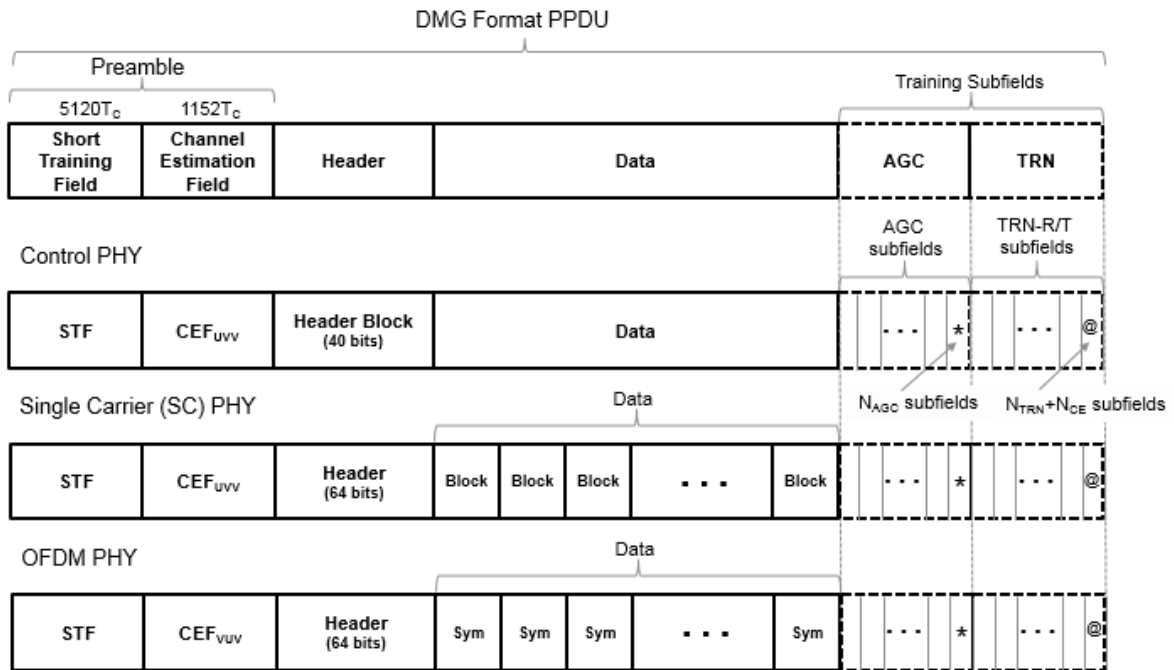 DMG Format PPDU
Preamble
Training Subfields
5120T_C 1152T_C
Short Training Field
Channel Estimation Field
Header
Data
AGC
TRN
AGC subfields
TRN-R/T subfields
Control PHY
STF CEF_UVV Header Block (40 bits) Data ▪ ▪ ▪ * ▪ ▪ ▪ @
N_AGC subfields N_TRN+N_CE subfields
Single Carrier (SC) PHY
Data
STF CEF_UVV Header (64 bits) Block Block Block ▪ ▪ ▪ Block ▪ ▪ ▪ * ▪ ▪ ▪ @
OFDM PHY
Data
STF CEF_VUV Header (64 bits) Sym Sym Sym ▪ ▪ ▪ Sym ▪ ▪ ▪ * ▪ ▪ ▪ @